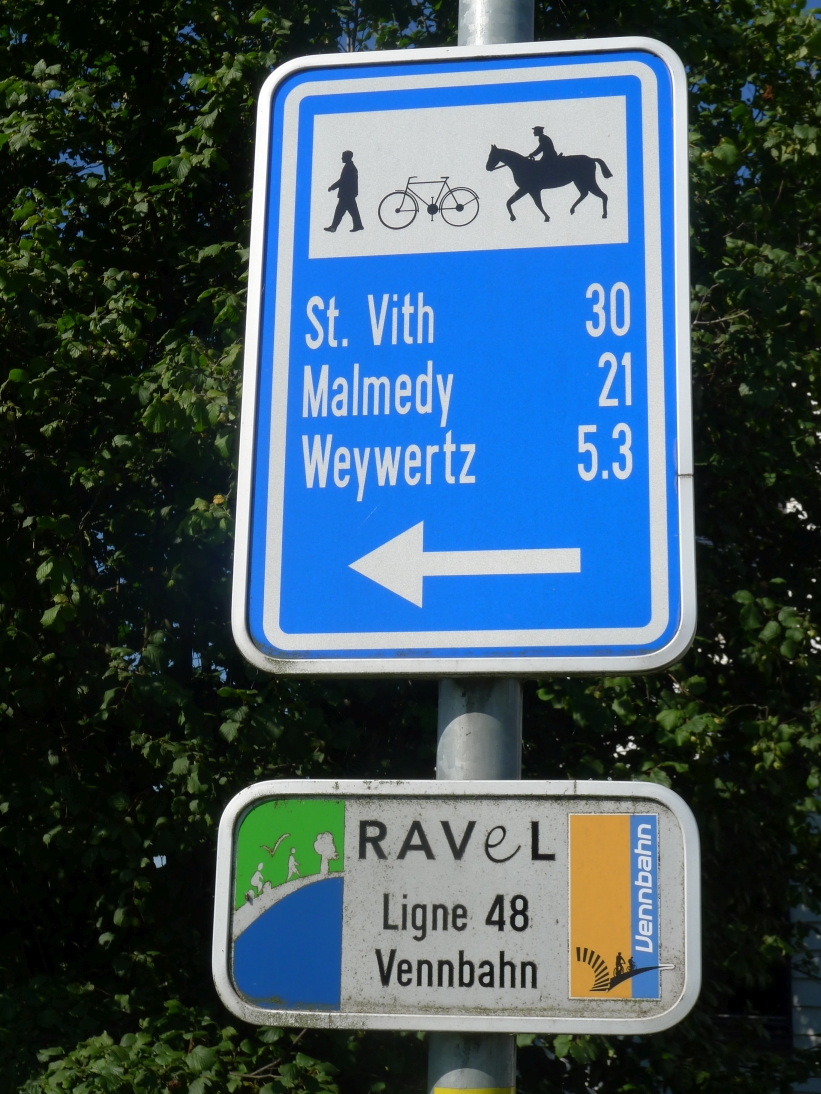 St. Vith 30
Malmedy 21
Weywertz 5.3
RAVeL
Ligne 48
Vennbahn
Vennbahn